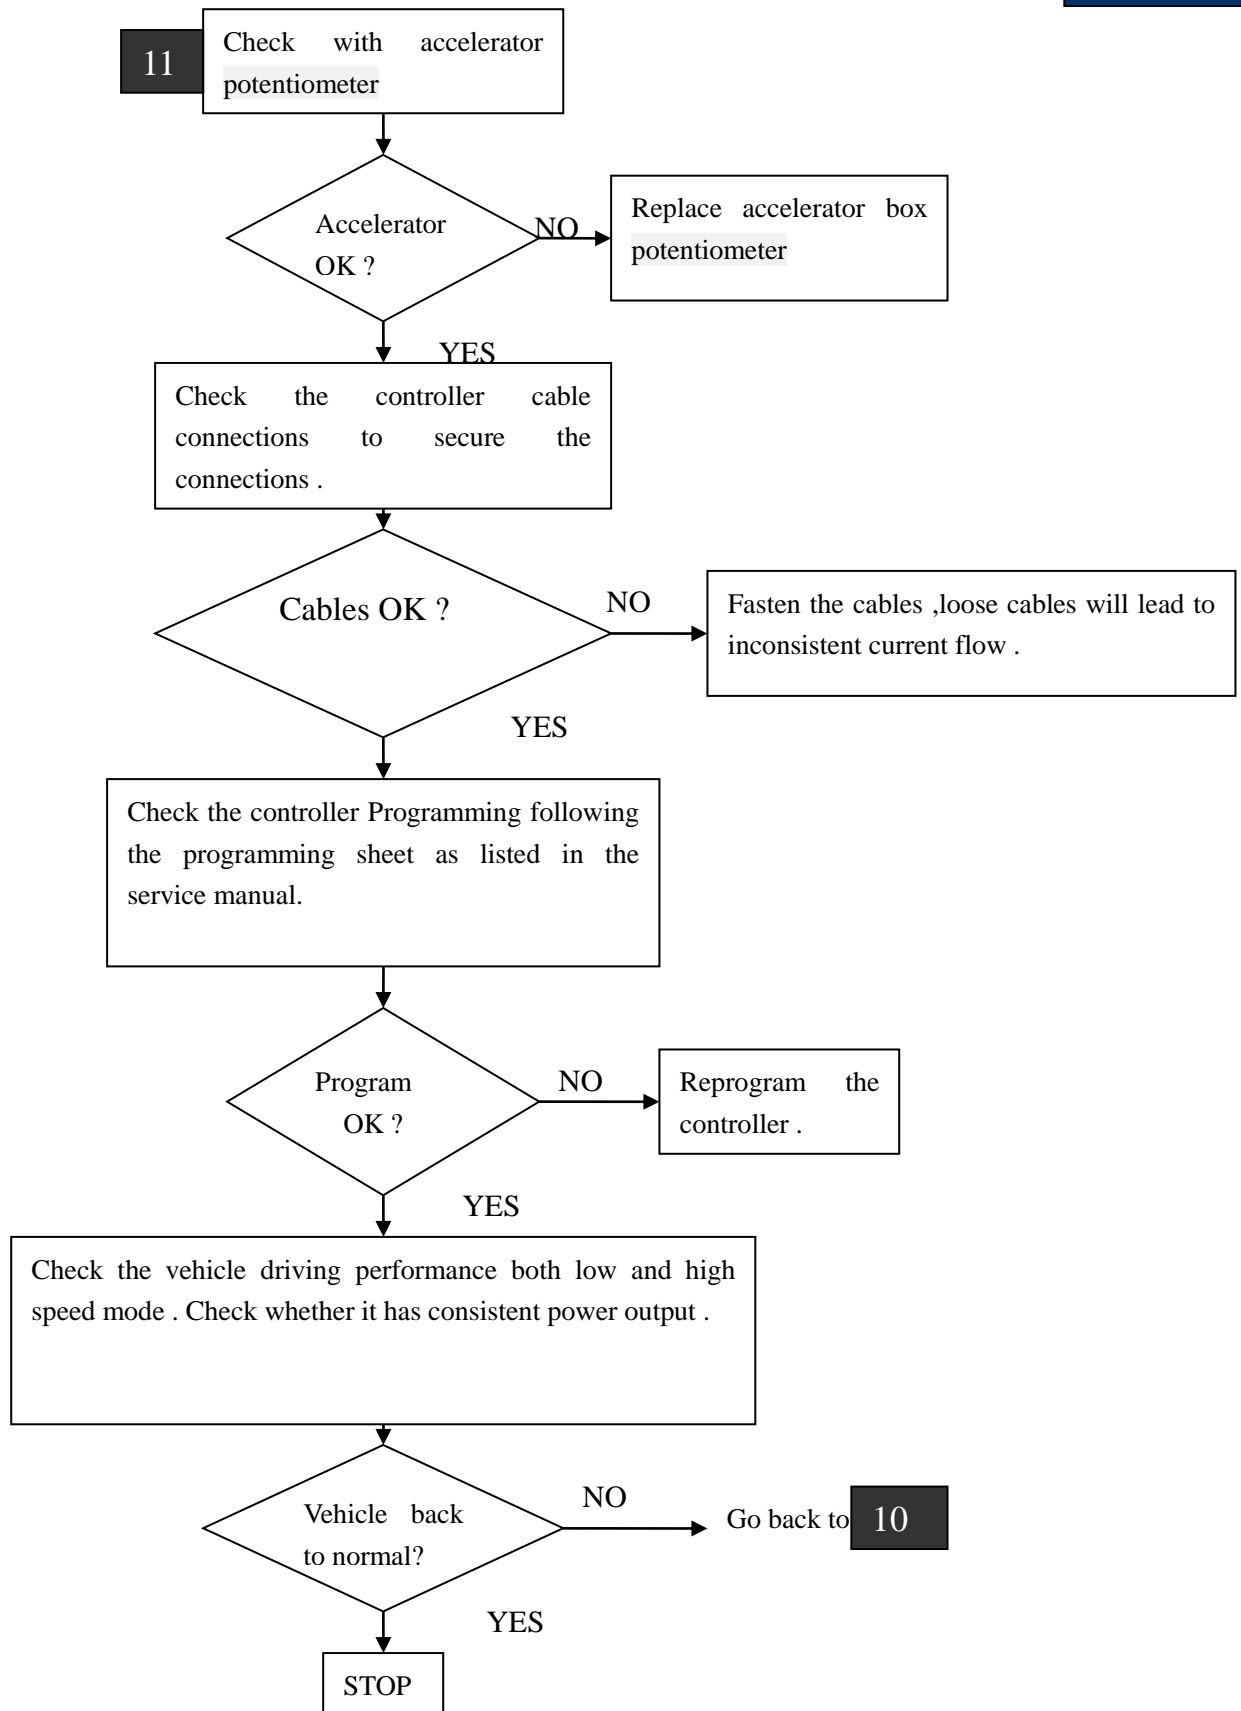 11
Check with accelerator
potentiometer
Accelerator
OK ?
NO
Replace accelerator box
potentiometer
YES
Check the controller cable
connections to secure the
connections .
Cables OK ?
NO
Fasten the cables ,loose cables will lead to
inconsistent current flow .
YES
Check the controller Programming following
the programming sheet as listed in the
service manual.
Program
OK ?
NO
Reprogram the
controller .
YES
Check the vehicle driving performance both low and high
speed mode . Check whether it has consistent power output .
Vehicle back
to normal?
NO
Go back to 10
YES
STOP